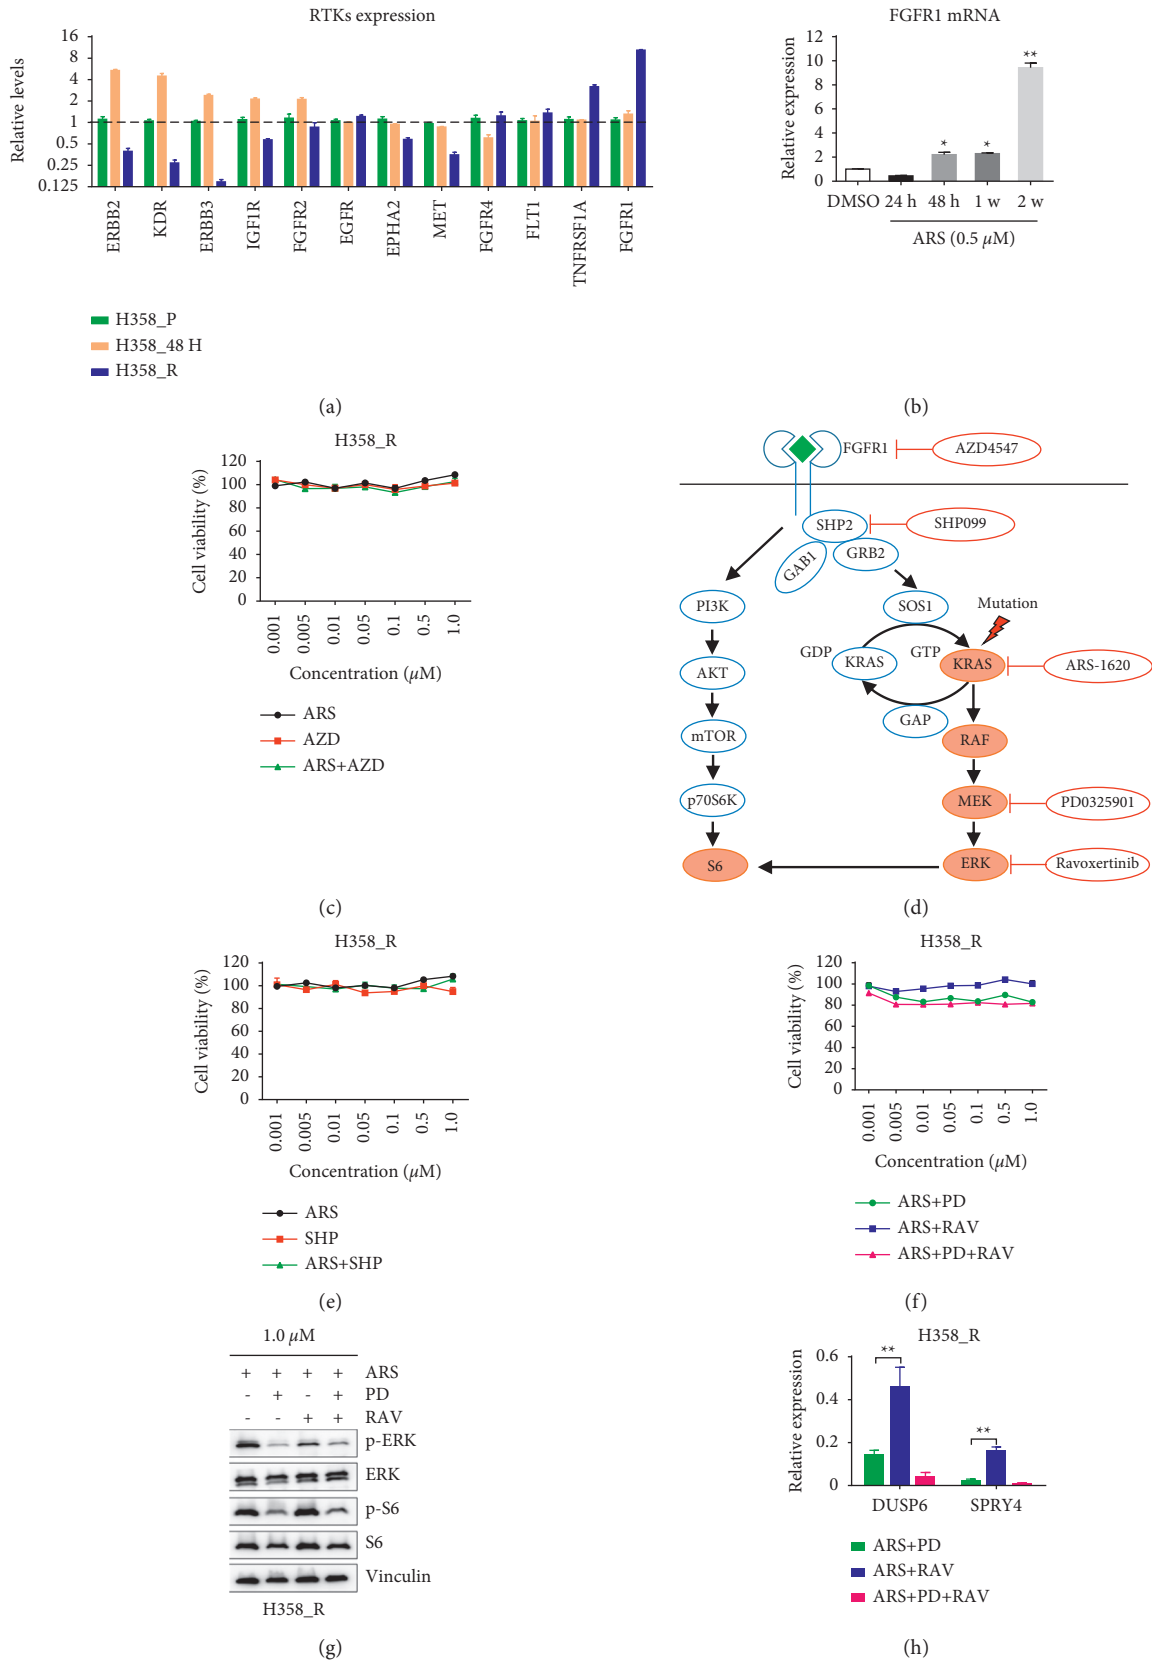 RTKs expression
Relative levels
16
8
4
2
1
0.5
0.25
0.125
ERBB2
KDR
ERBB3
IGF1R
FGFR2
EGFR
EPHA2
MET
FGFR4
FLT1
TNFRSF1A
FGFR1
H358_P
H358_48 H
H358_R
(a)
FGFR1 mRNA
Relative expression
12
10
8
6
4
2
0
* * **
DMSO 24 h 48 h 1 w 2 w
ARS (0.5 μM)
(b)
H358_R
Cell viability (%)
120
100
80
60
40
20
0
0.001 0.005 0.01 0.05 0.1 0.5 1.0
Concentration (μM)
ARS
AZD
ARS+AZD
(c)
FGFR1
AZD4547
SHP2
SHP099
GAB1
GRB2
PI3K
SOS1
Mutation
GDP
KRAS
GTP
KRAS
ARS-1620
AKT
GAP
mTOR
RAF
p70S6K
MEK
PD0325901
S6
ERK
Ravoxertinib
(d)
H358_R
Cell viability (%)
120
100
80
60
40
20
0
0.001 0.005 0.01 0.05 0.1 0.5 1.0
Concentration (μM)
ARS
SHP
ARS+SHP
(e)
H358_R
Cell viability (%)
120
100
80
60
40
20
0
0.001 0.005 0.01 0.05 0.1 0.5 1.0
Concentration (μM)
ARS+PD
ARS+RAV
ARS+PD+RAV
(f)
1.0 μM
+ + + + ARS
- + - + PD
- - + + RAV
p-ERK
ERK
p-S6
S6
Vinculin
H358_R
(g)
H358_R
Relative expression
0.6
0.4
0.2
0
** **
DUSP6 SPRY4
ARS+PD
ARS+RAV
ARS+PD+RAV
(h)